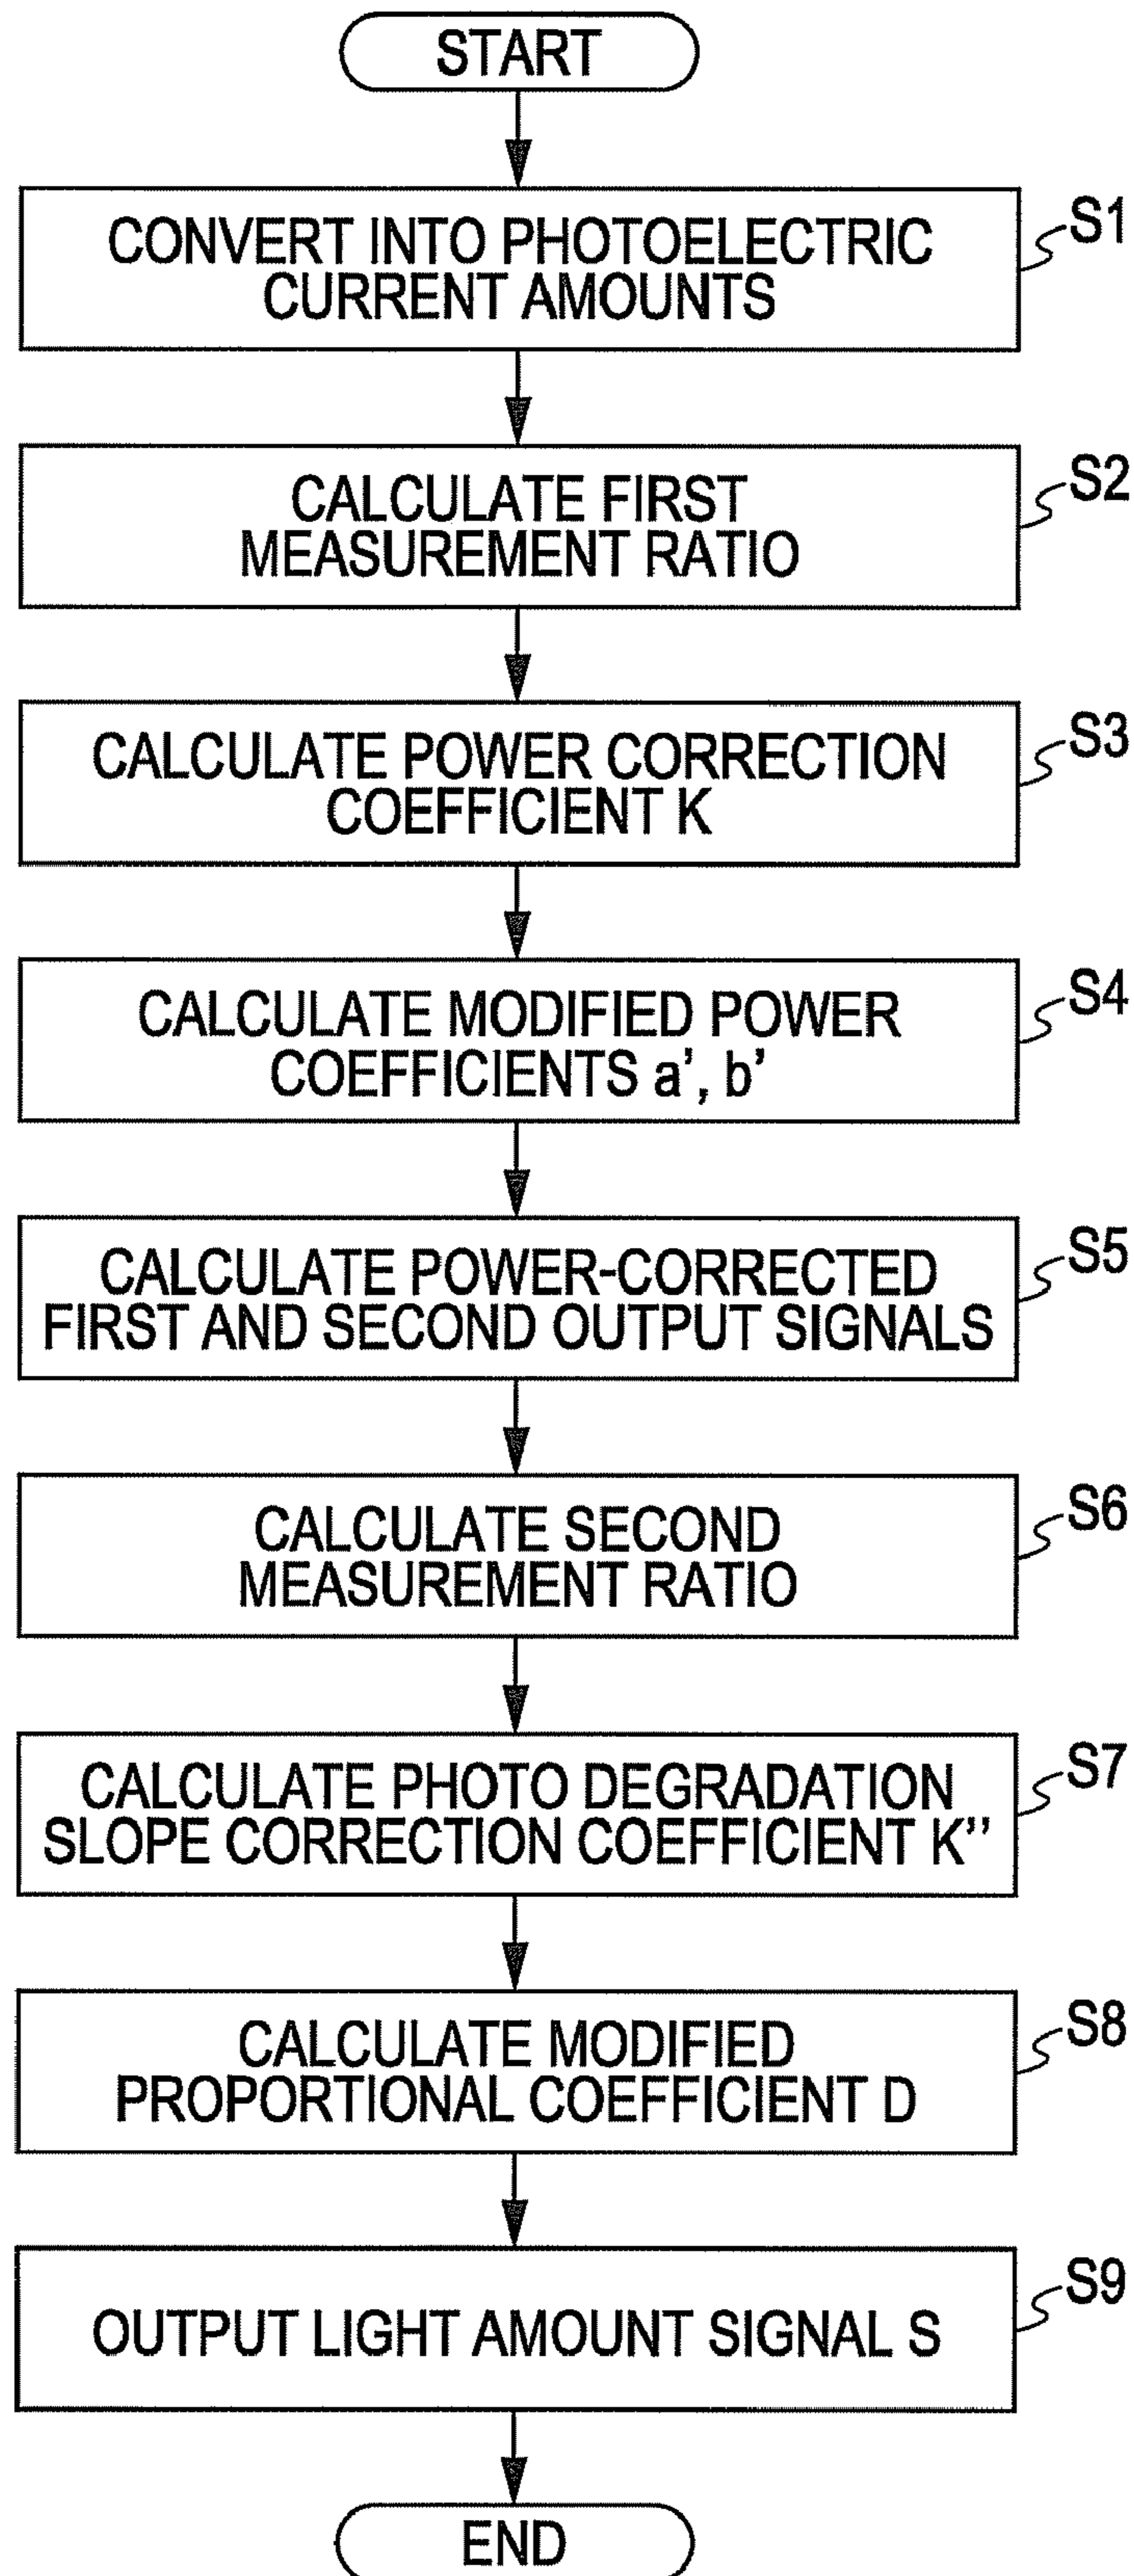 START
CONVERT INTO PHOTOELECTRIC
CURRENT AMOUNTS
S1
CALCULATE FIRST
MEASUREMENT RATIO
S2
CALCULATE POWER CORRECTION
COEFFICIENT K
S3
CALCULATE MODIFIED POWER
COEFFICIENTS a’, b’
S4
CALCULATE POWER-CORRECTED
FIRST AND SECOND OUTPUT SIGNALS
S5
CALCULATE SECOND
MEASUREMENT RATIO
S6
CALCULATE PHOTO DEGRADATION
SLOPE CORRECTION COEFFICIENT K’’
S7
CALCULATE MODIFIED
PROPORTIONAL COEFFICIENT D
S8
OUTPUT LIGHT AMOUNT SIGNAL S
S9
END